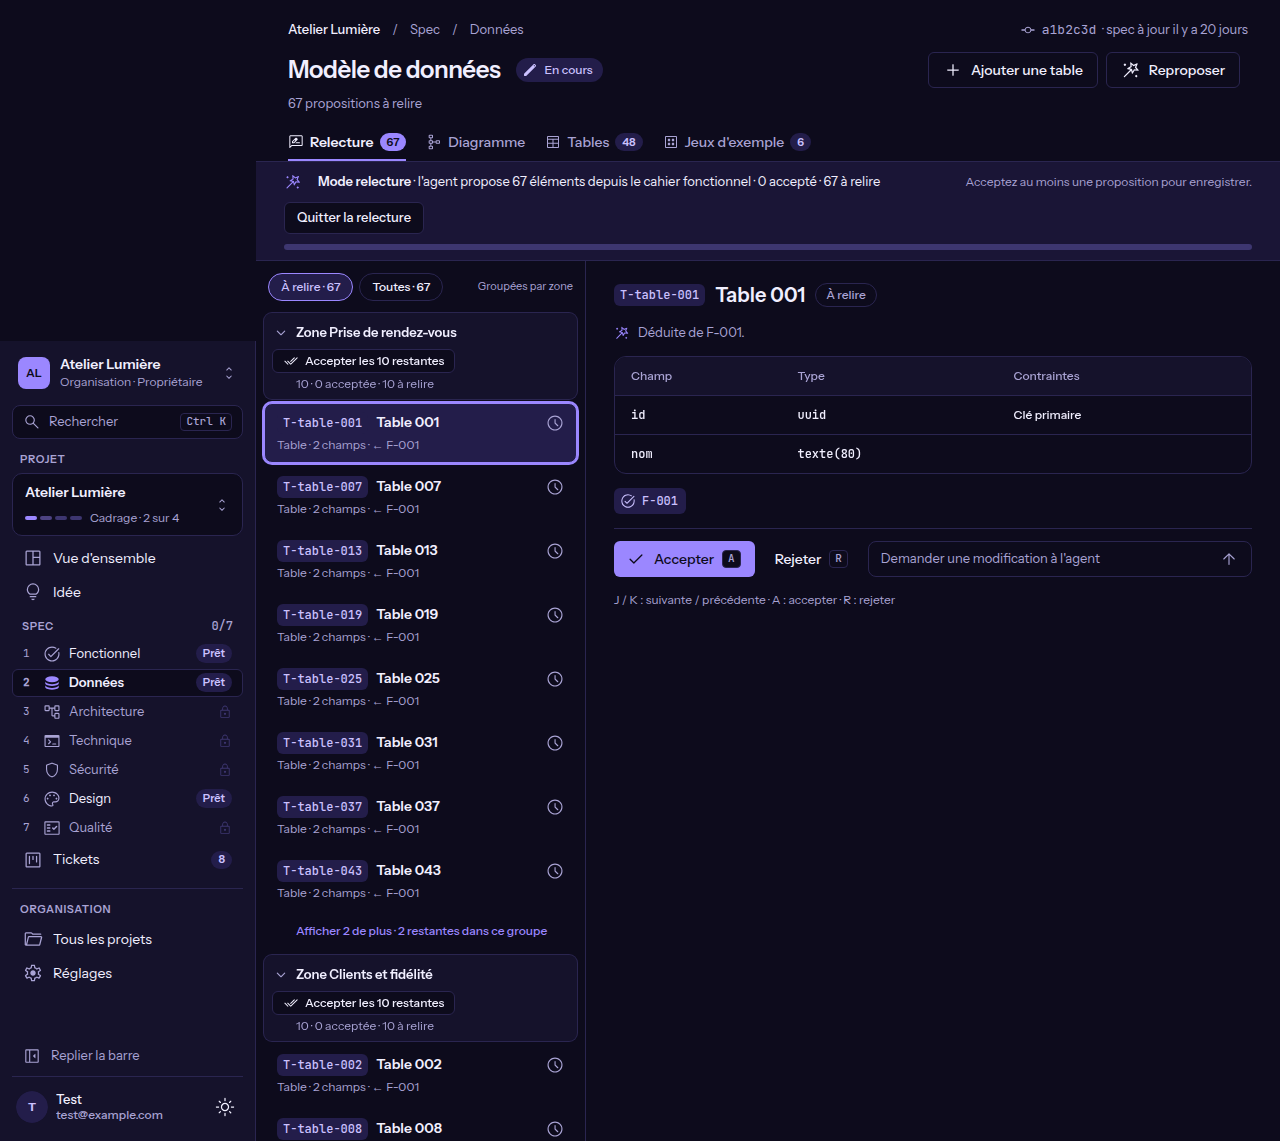 Atelier Lumière / Spec / Données
a1b2c3d · spec à jour il y a 20 jours
Modèle de données
En cours
Ajouter une table
Reproposer
67 propositions à relire
Relecture 67
Diagramme
Tables 48
Jeux d'exemple 6
Mode relecture · l'agent propose 67 éléments depuis le cahier fonctionnel · 0 accepté · 67 à relire
Acceptez au moins une proposition pour enregistrer.
Quitter la relecture
AL
Atelier Lumière
Organisation · Propriétaire
Rechercher
Ctrl K
PROJET
Atelier Lumière
Cadrage · 2 sur 4
Vue d'ensemble
Idée
SPEC 0/7
1 Fonctionnel Prêt
2 Données Prêt
3 Architecture
4 Technique
5 Sécurité
6 Design Prêt
7 Qualité
Tickets 8
ORGANISATION
Tous les projets
Réglages
Replier la barre
T
Test
test@example.com
À relire · 67
Toutes · 67
Groupées par zone
Zone Prise de rendez-vous
Accepter les 10 restantes
10 · 0 acceptée · 10 à relire
T-table-001 Table 001
Table · 2 champs · ← F-001
T-table-007 Table 007
Table · 2 champs · ← F-001
T-table-013 Table 013
Table · 2 champs · ← F-001
T-table-019 Table 019
Table · 2 champs · ← F-001
T-table-025 Table 025
Table · 2 champs · ← F-001
T-table-031 Table 031
Table · 2 champs · ← F-001
T-table-037 Table 037
Table · 2 champs · ← F-001
T-table-043 Table 043
Table · 2 champs · ← F-001
Afficher 2 de plus · 2 restantes dans ce groupe
Zone Clients et fidélité
Accepter les 10 restantes
10 · 0 acceptée · 10 à relire
T-table-002 Table 002
Table · 2 champs · ← F-001
T-table-008 Table 008
T-table-001 Table 001 À relire
Déduite de F-001.
Champ Type Contraintes
id uuid Clé primaire
nom texte(80)
F-001
Accepter A
Rejeter R
Demander une modification à l'agent
J / K : suivante / précédente · A : accepter · R : rejeter